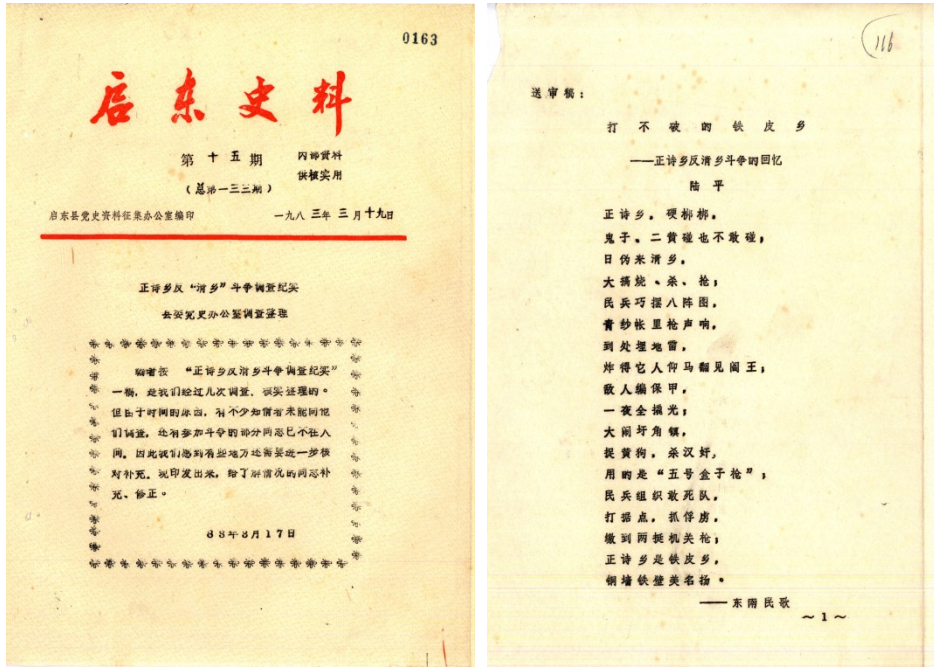 0163
启东史料
第十五期
内部资料
供核实用
（总第一三三期）
启东县党史资料征集办公室编印
一九八三年三月十九日
正诗乡反“清乡”斗争调查纪实
县委党史办公室调查整理
编者按 “正诗乡反清乡斗争调查纪实”
一稿，是我们经过几次调查，核实整理的。
但由于时间的原因，有不少知情者未能向他
们调查，还有参加斗争的部分同志已不在人
间。因此我们感到有些地方还需要进一步核
对补充。现印发出来，给了解情况的同志补
充、修正。
83年3月17日
116
送审稿：
打不破的铁皮乡
——正诗乡反清乡斗争的回忆
陆平
正诗乡，硬梆梆，
鬼子、二黄碰也不敢碰；
日伪来清乡，
大搞烧、杀、抢；
民兵巧摆八阵图，
青纱帐里枪声响，
到处埋地雷，
炸得它人仰马翻见阎王；
敌人编保甲，
一夜全搞光；
大闹圩角镇，
捉黄狗，杀汉奸，
用的是“五号盒子枪”；
民兵组织敢死队，
打据点，抓俘虏，
缴到两挺机关枪；
正诗乡是铁皮乡，
铜墙铁壁美名扬。
——东南民歌
～1～